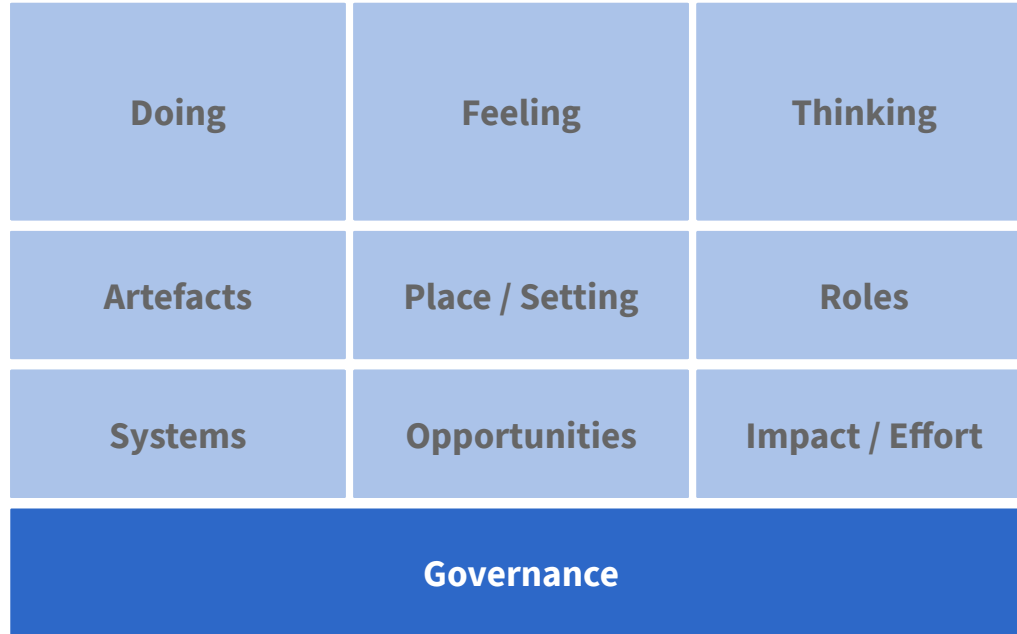 Doing
Feeling
Thinking
Artefacts
Place / Setting
Roles
Systems
Opportunities
Impact / Effort
Governance